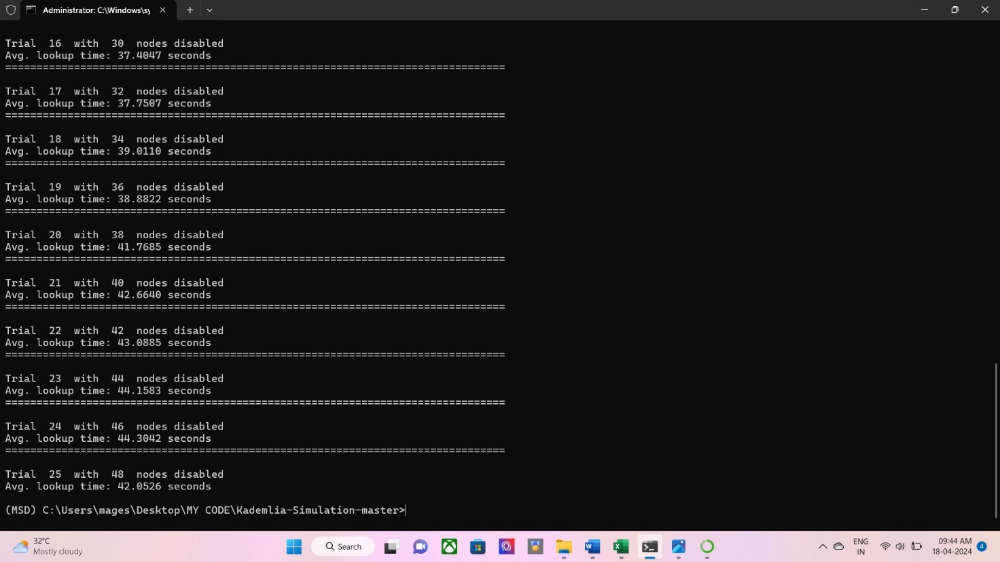 Administrator: C:\Windows\sy
Trial  16  with  30  nodes disabled
Avg. lookup time: 37.4047 seconds
================================================================================
Trial  17  with  32  nodes disabled
Avg. lookup time: 37.7507 seconds
================================================================================
Trial  18  with  34  nodes disabled
Avg. lookup time: 39.0110 seconds
================================================================================
Trial  19  with  36  nodes disabled
Avg. lookup time: 38.8822 seconds
================================================================================
Trial  20  with  38  nodes disabled
Avg. lookup time: 41.7685 seconds
================================================================================
Trial  21  with  40  nodes disabled
Avg. lookup time: 42.6640 seconds
================================================================================
Trial  22  with  42  nodes disabled
Avg. lookup time: 43.0885 seconds
================================================================================
Trial  23  with  44  nodes disabled
Avg. lookup time: 44.1583 seconds
================================================================================
Trial  24  with  46  nodes disabled
Avg. lookup time: 44.3042 seconds
================================================================================
Trial  25  with  48  nodes disabled
Avg. lookup time: 42.0526 seconds
(MSD) C:\Users\mages\Desktop\MY CODE\Kademlia-Simulation-master>
32°C
Mostly cloudy
Search
ENG
IN
09:44 AM
18-04-2024
4